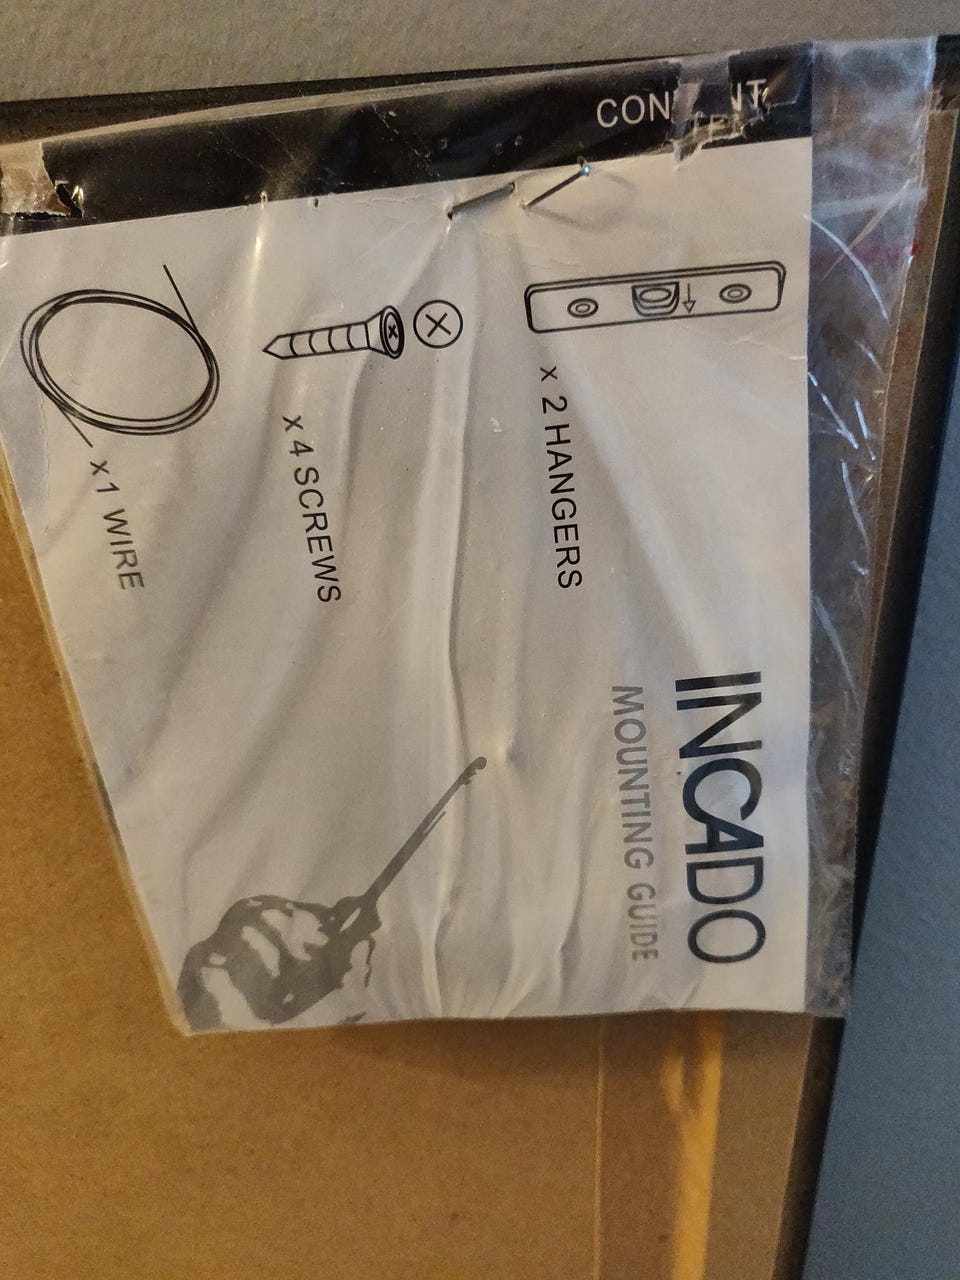 INCADO
MOUNTING GUIDE
x 2 HANGERS
x 4 SCREWS
x 1 WIRE